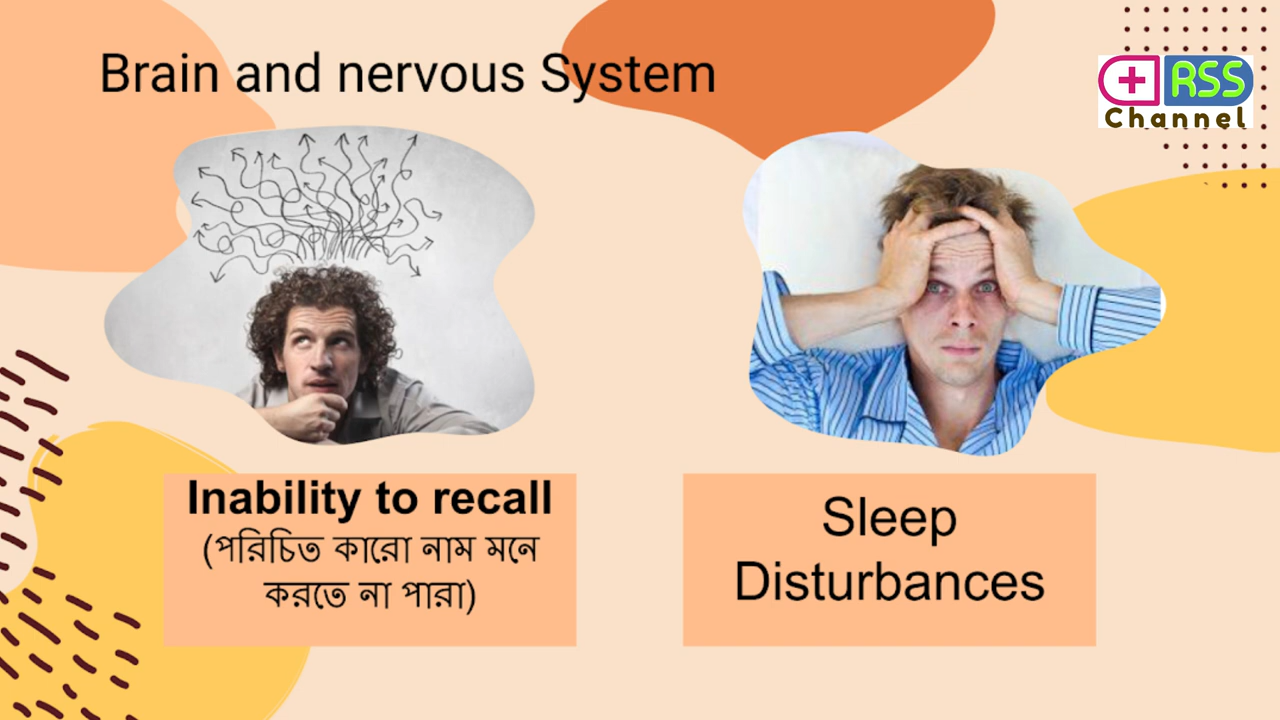 Brain and nervous System
RSS
Channel
Inability to recall
(পরিচিত কারো নাম মনে
করতে না পারা)
Sleep
Disturbances